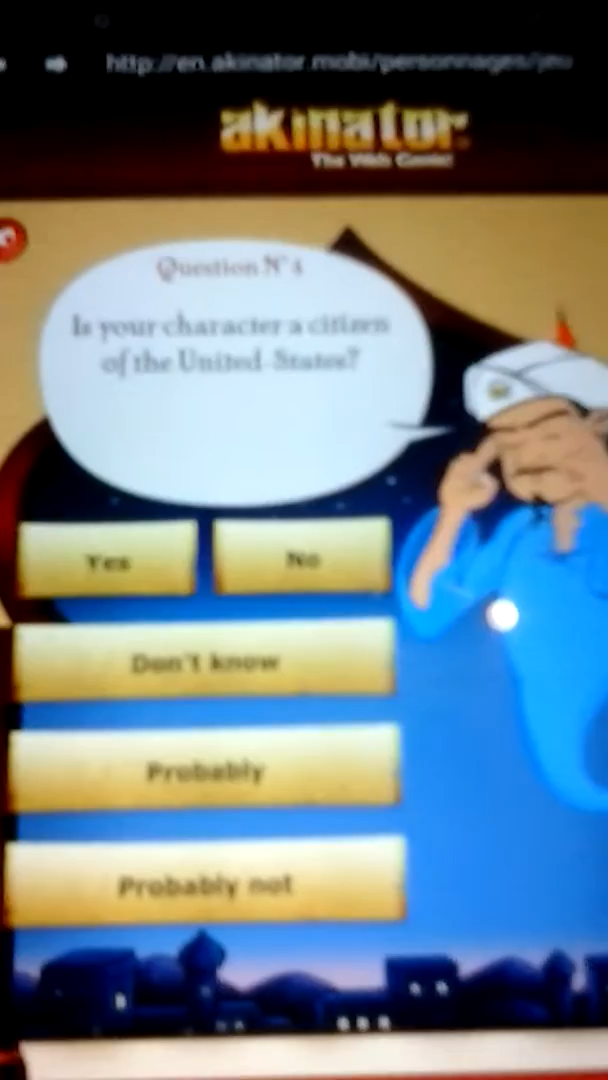 http://en.akinator.mobi/personnages/jeu
akinator
The Web Genie!
Question N° 4
Is your character a citizen
of the United States?
Yes
No
Don't know
Probably
Probably not